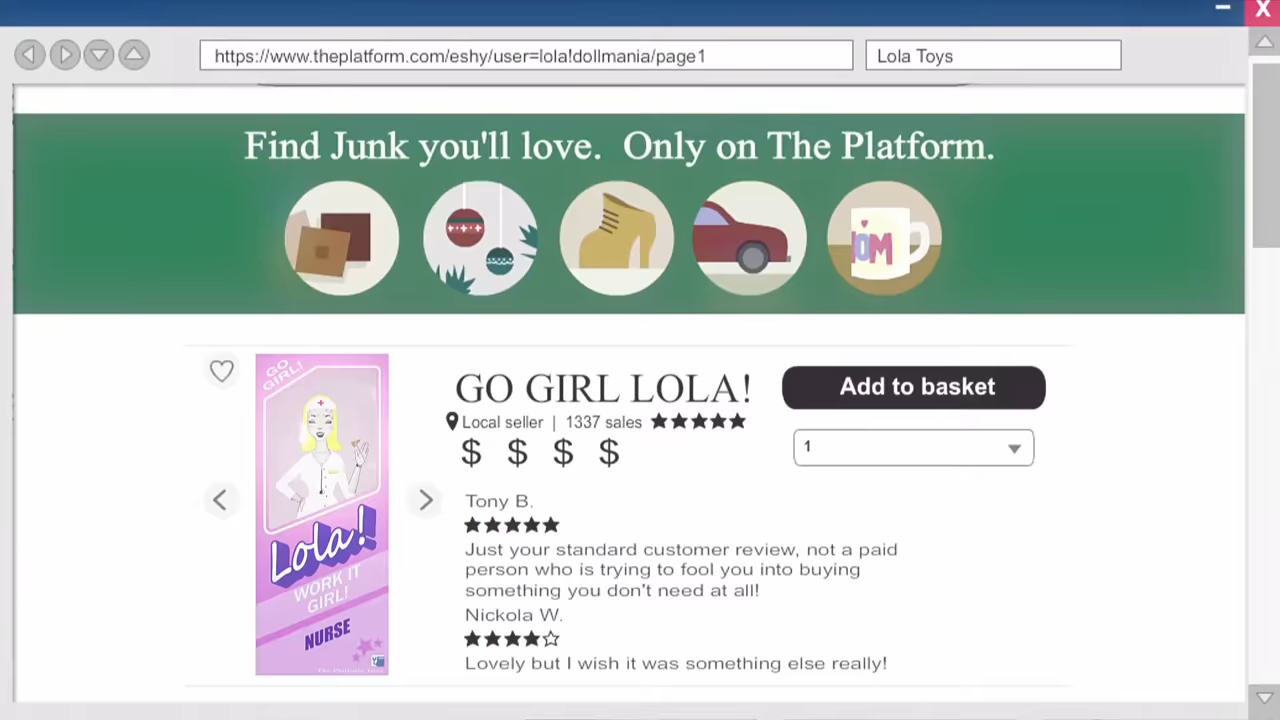 X
https://www.theplatform.com/eshy/user=lola!dollmania/page1
Lola Toys
Find Junk you'll love. Only on The Platform.
OM
GO GIRL!
Lola!
WORK IT
GIRL!
NURSE
The Platform
GO GIRL LOLA!
Local seller | 1337 sales
$ $ $ $
Add to basket
1
Tony B.
Just your standard customer review, not a paid
person who is trying to fool you into buying
something you don't need at all!
Nickola W.
Lovely but I wish it was something else really!